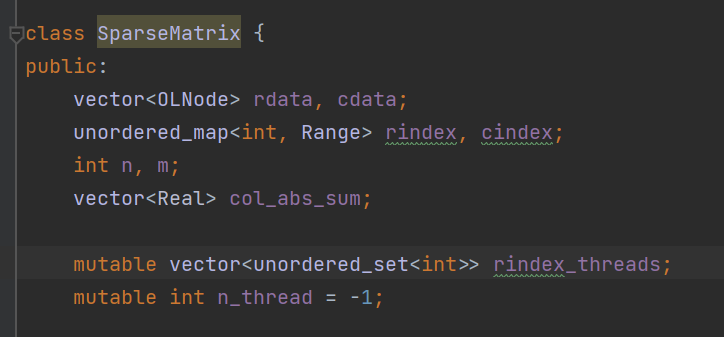 class SparseMatrix {
public:
    vector<OLNode> rdata, cdata;
    unordered_map<int, Range> rindex, cindex;
    int n, m;
    vector<Real> col_abs_sum;
    mutable vector<unordered_set<int>> rindex_threads;
    mutable int n_thread = -1;